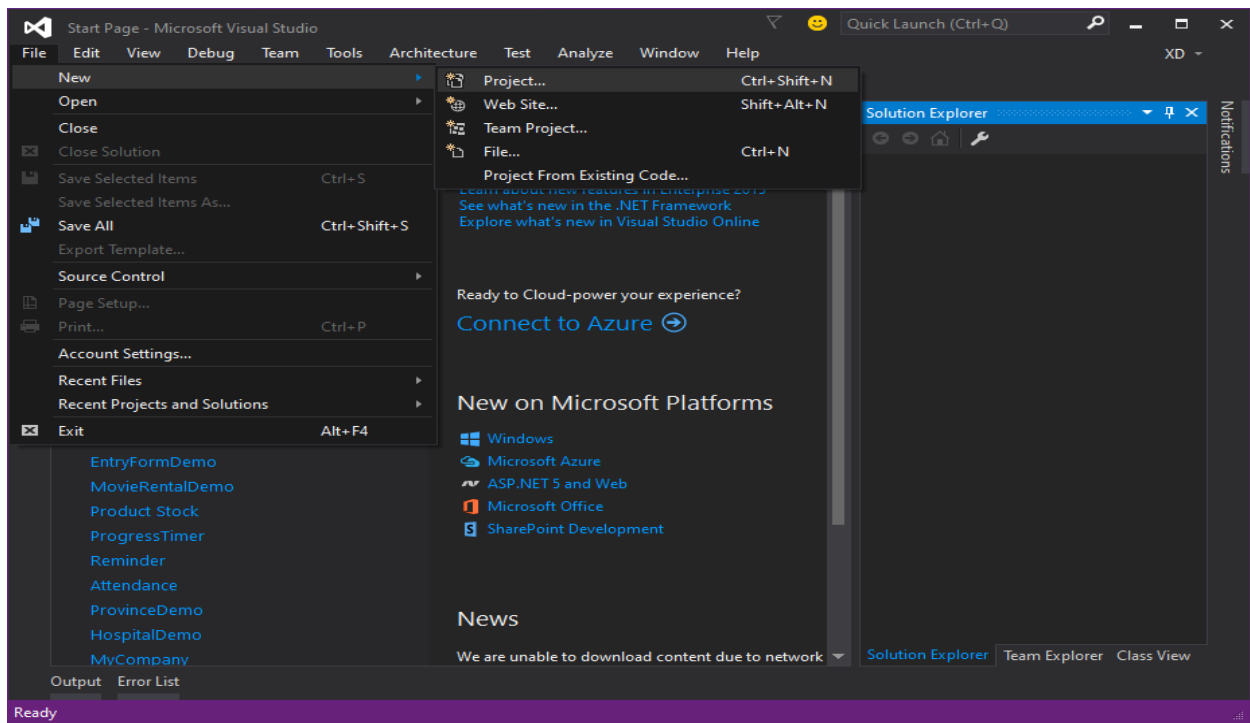 Start Page - Microsoft Visual Studio
Quick Launch (Ctrl+Q)
File Edit View Debug Team Tools Architecture Test Analyze Window Help XD
New
Open
Close
Close Solution
Save Selected Items Ctrl+S
Save Selected Items As...
Save All Ctrl+Shift+S
Export Template...
Source Control
Page Setup...
Print... Ctrl+P
Account Settings...
Recent Files
Recent Projects and Solutions
Exit Alt+F4
Project... Ctrl+Shift+N
Web Site... Shift+Alt+N
Team Project...
File... Ctrl+N
Project From Existing Code...
EntryFormDemo
MovieRentalDemo
Product Stock
ProgressTimer
Reminder
Attendance
ProvinceDemo
HospitalDemo
MyCompany
Learn about new features in Enterprise 2015
See what's new in the .NET Framework
Explore what's new in Visual Studio Online
Ready to Cloud-power your experience?
Connect to Azure
New on Microsoft Platforms
Windows
Microsoft Azure
ASP.NET 5 and Web
Microsoft Office
SharePoint Development
News
We are unable to download content due to network
Solution Explorer
Notifications
Solution Explorer Team Explorer Class View
Output Error List
Ready